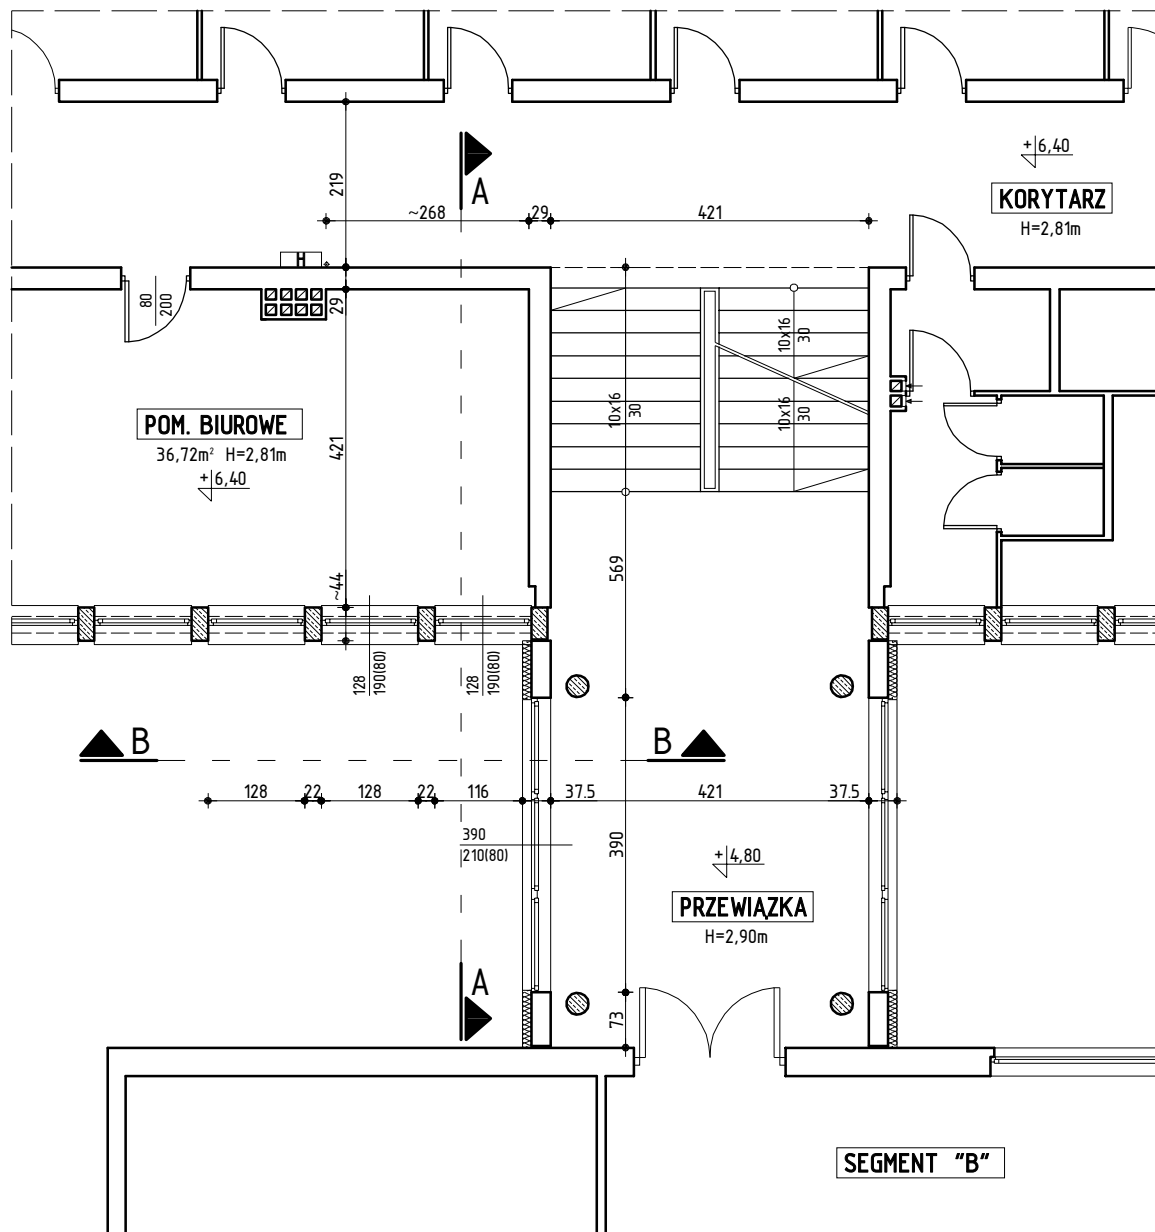 +6,40
KORYTARZ
H=2,81m
219
A
~268
29
421
H
80
200
29
10x16
30
10x16
30
10x16
30
POM. BIUROWE
36,72m² H=2,81m
+6,40
421
~44
569
128
190(80)
128
190(80)
B
B
128
22
128
22
116
37.5
421
37.5
390
210(80)
390
+4,80
PRZEWIĄZKA
H=2,90m
A
73
SEGMENT "B"